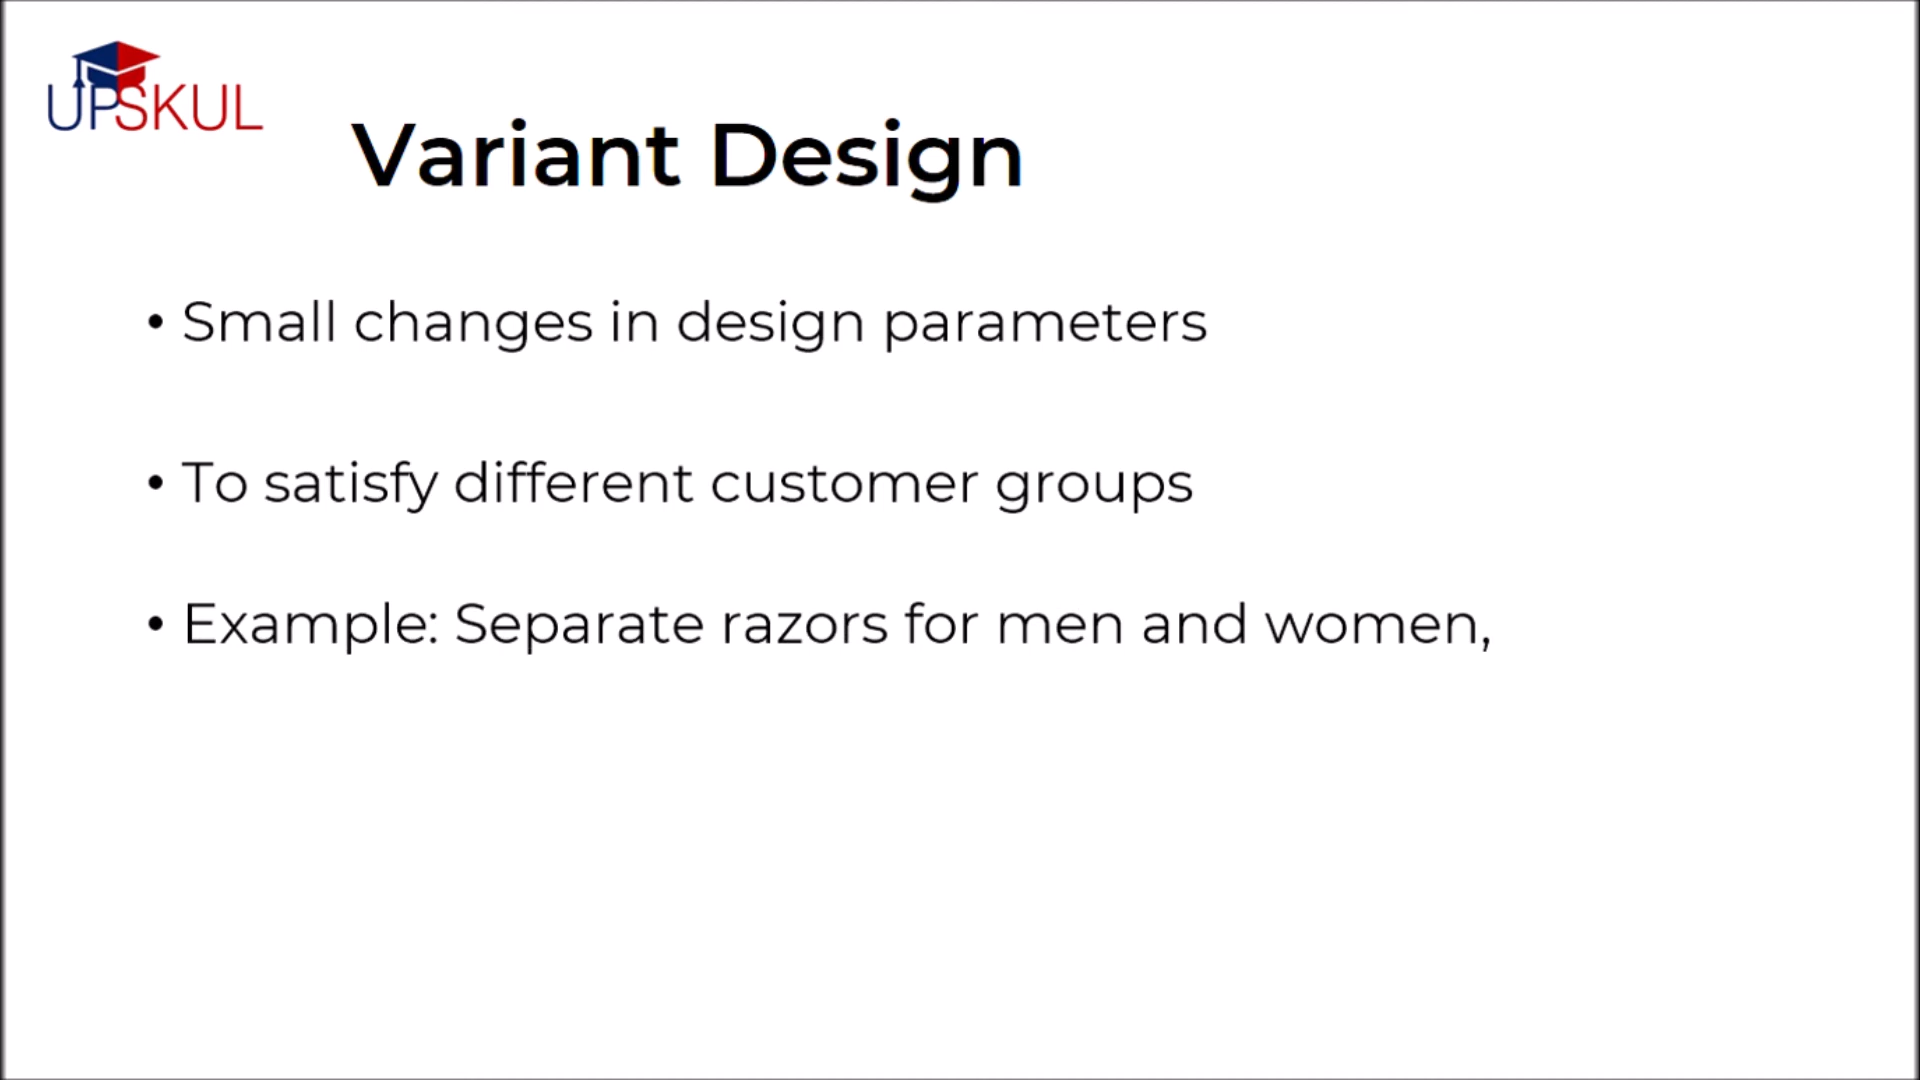 UPSKUL
Variant Design
• Small changes in design parameters
• To satisfy different customer groups
• Example: Separate razors for men and women,